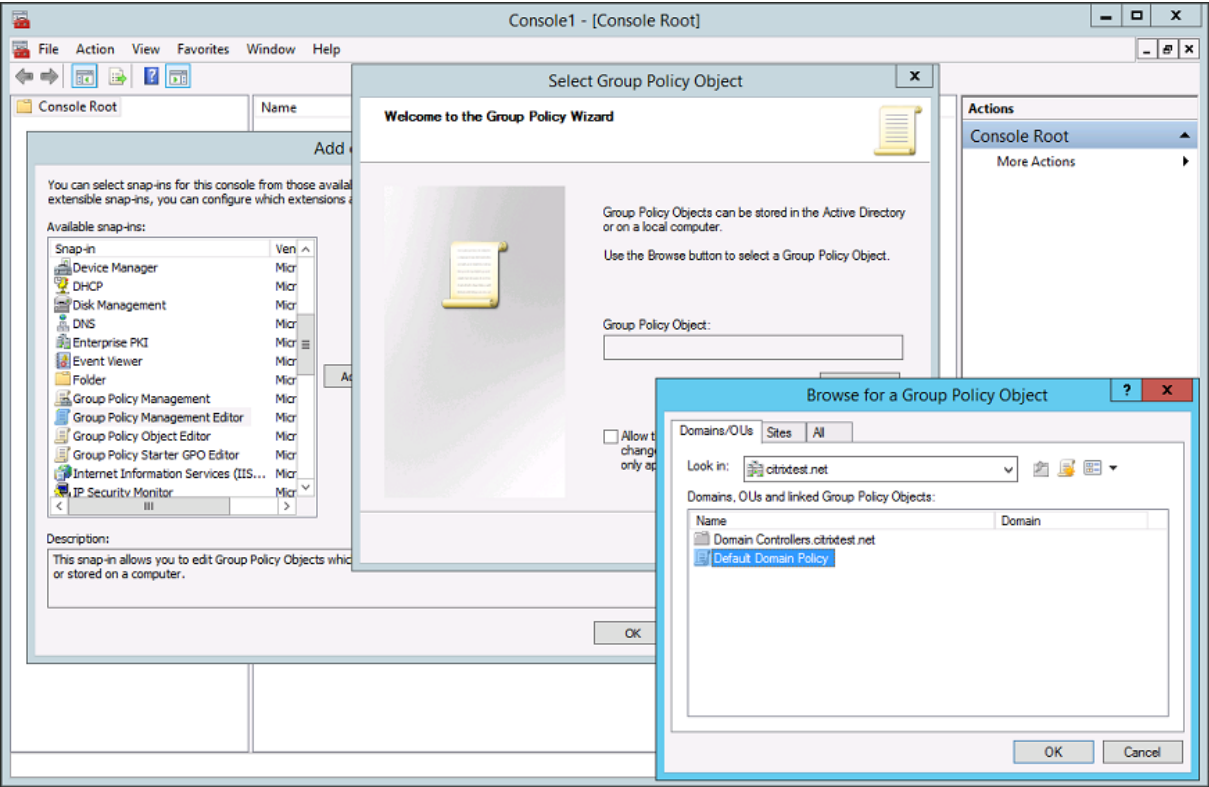 Console1 - [Console Root]
File Action View Favorites Window Help
Select Group Policy Object
Console Root
Name
Welcome to the Group Policy Wizard
Actions
Console Root
More Actions
Add
You can select snap-ins for this console from those availal
extensible snap-ins, you can configure which extensions
Available snap-ins:
Snap-in Ven
Device Manager Micr
DHCP Micr
Disk Management Micr
DNS Micr
Enterprise PKI Micr
Event Viewer Micr
Folder Micr
Group Policy Management Micr
Group Policy Management Editor Micr
Group Policy Object Editor Micr
Group Policy Starter GPO Editor Micr
Internet Information Services (IIS... Micr
IP Security Monitor Micr
Description:
This snap-in allows you to edit Group Policy Objects whic
or stored on a computer.
OK
Group Policy Objects can be stored in the Active Directory
or on a local computer.
Use the Browse button to select a Group Policy Object.
Group Policy Object:
Allow t
change
only ap
Browse for a Group Policy Object
? x
Domains/OUs Sites All
Look in: citrixtest.net
Domains, OUs and linked Group Policy Objects:
Name Domain
Domain Controllers.citrixtest.net
Default Domain Policy
OK Cancel